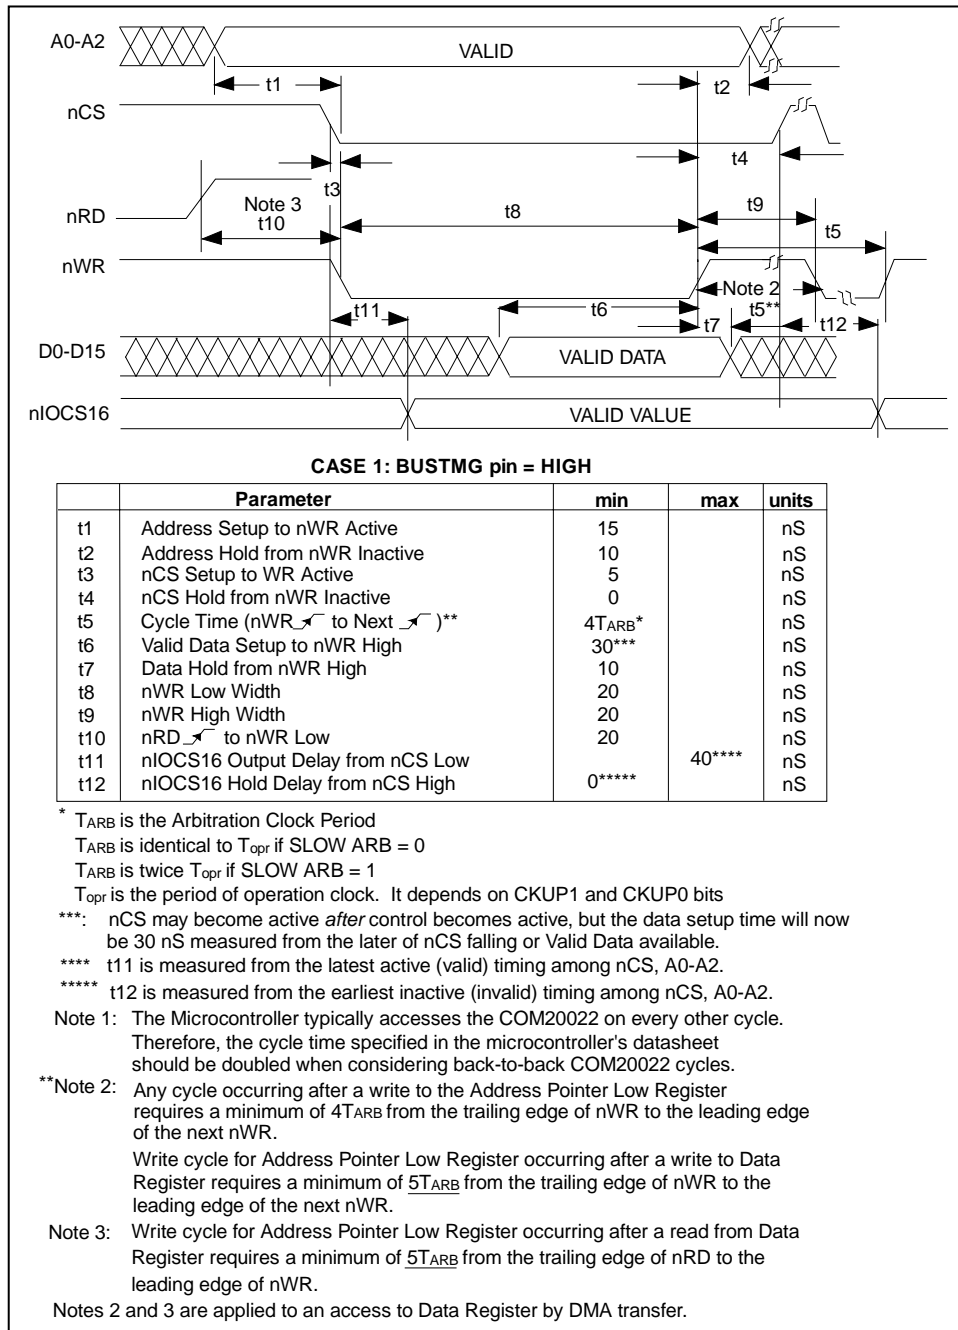 A0-A2
VALID
t1
t2
nCS
t4
t3
nRD
Note 3
t10
t8
t9
t5
nWR
Note 2
t5**
t11
t6
t7
t12
D0-D15
VALID DATA
nIOCS16
VALID VALUE
CASE 1: BUSTMG pin = HIGH
Parameter min max units
t1 Address Setup to nWR Active 15 nS
t2 Address Hold from nWR Inactive 10 nS
t3 nCS Setup to WR Active 5 nS
t4 nCS Hold from nWR Inactive 0 nS
t5 Cycle Time (nWR to Next )** 4TARB* nS
t6 Valid Data Setup to nWR High 30*** nS
t7 Data Hold from nWR High 10 nS
t8 nWR Low Width 20 nS
t9 nWR High Width 20 nS
t10 nRD to nWR Low 20 nS
t11 nIOCS16 Output Delay from nCS Low 40**** nS
t12 nIOCS16 Hold Delay from nCS High 0***** nS
* TARB is the Arbitration Clock Period
TARB is identical to Topr if SLOW ARB = 0
TARB is twice Topr if SLOW ARB = 1
Topr is the period of operation clock. It depends on CKUP1 and CKUP0 bits
***: nCS may become active after control becomes active, but the data setup time will now
be 30 nS measured from the later of nCS falling or Valid Data available.
**** t11 is measured from the latest active (valid) timing among nCS, A0-A2.
***** t12 is measured from the earliest inactive (invalid) timing among nCS, A0-A2.
Note 1: The Microcontroller typically accesses the COM20022 on every other cycle.
Therefore, the cycle time specified in the microcontroller's datasheet
should be doubled when considering back-to-back COM20022 cycles.
**Note 2: Any cycle occurring after a write to the Address Pointer Low Register
requires a minimum of 4TARB from the trailing edge of nWR to the leading edge
of the next nWR.
Write cycle for Address Pointer Low Register occurring after a write to Data
Register requires a minimum of 5TARB from the trailing edge of nWR to the
leading edge of the next nWR.
Note 3: Write cycle for Address Pointer Low Register occurring after a read from Data
Register requires a minimum of 5TARB from the trailing edge of nRD to the
leading edge of nWR.
Notes 2 and 3 are applied to an access to Data Register by DMA transfer.